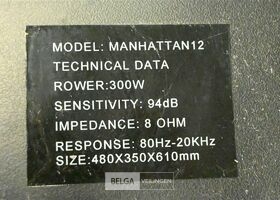 MODEL: MANHATTAN12
TECHNICAL DATA
ROWER: 300W
SENSITIVITY: 94dB
IMPEDANCE: 8 OHM
RESPONSE: 80Hz-20KHz
SIZE:480X350X610mm
BELGA VEILINGEN